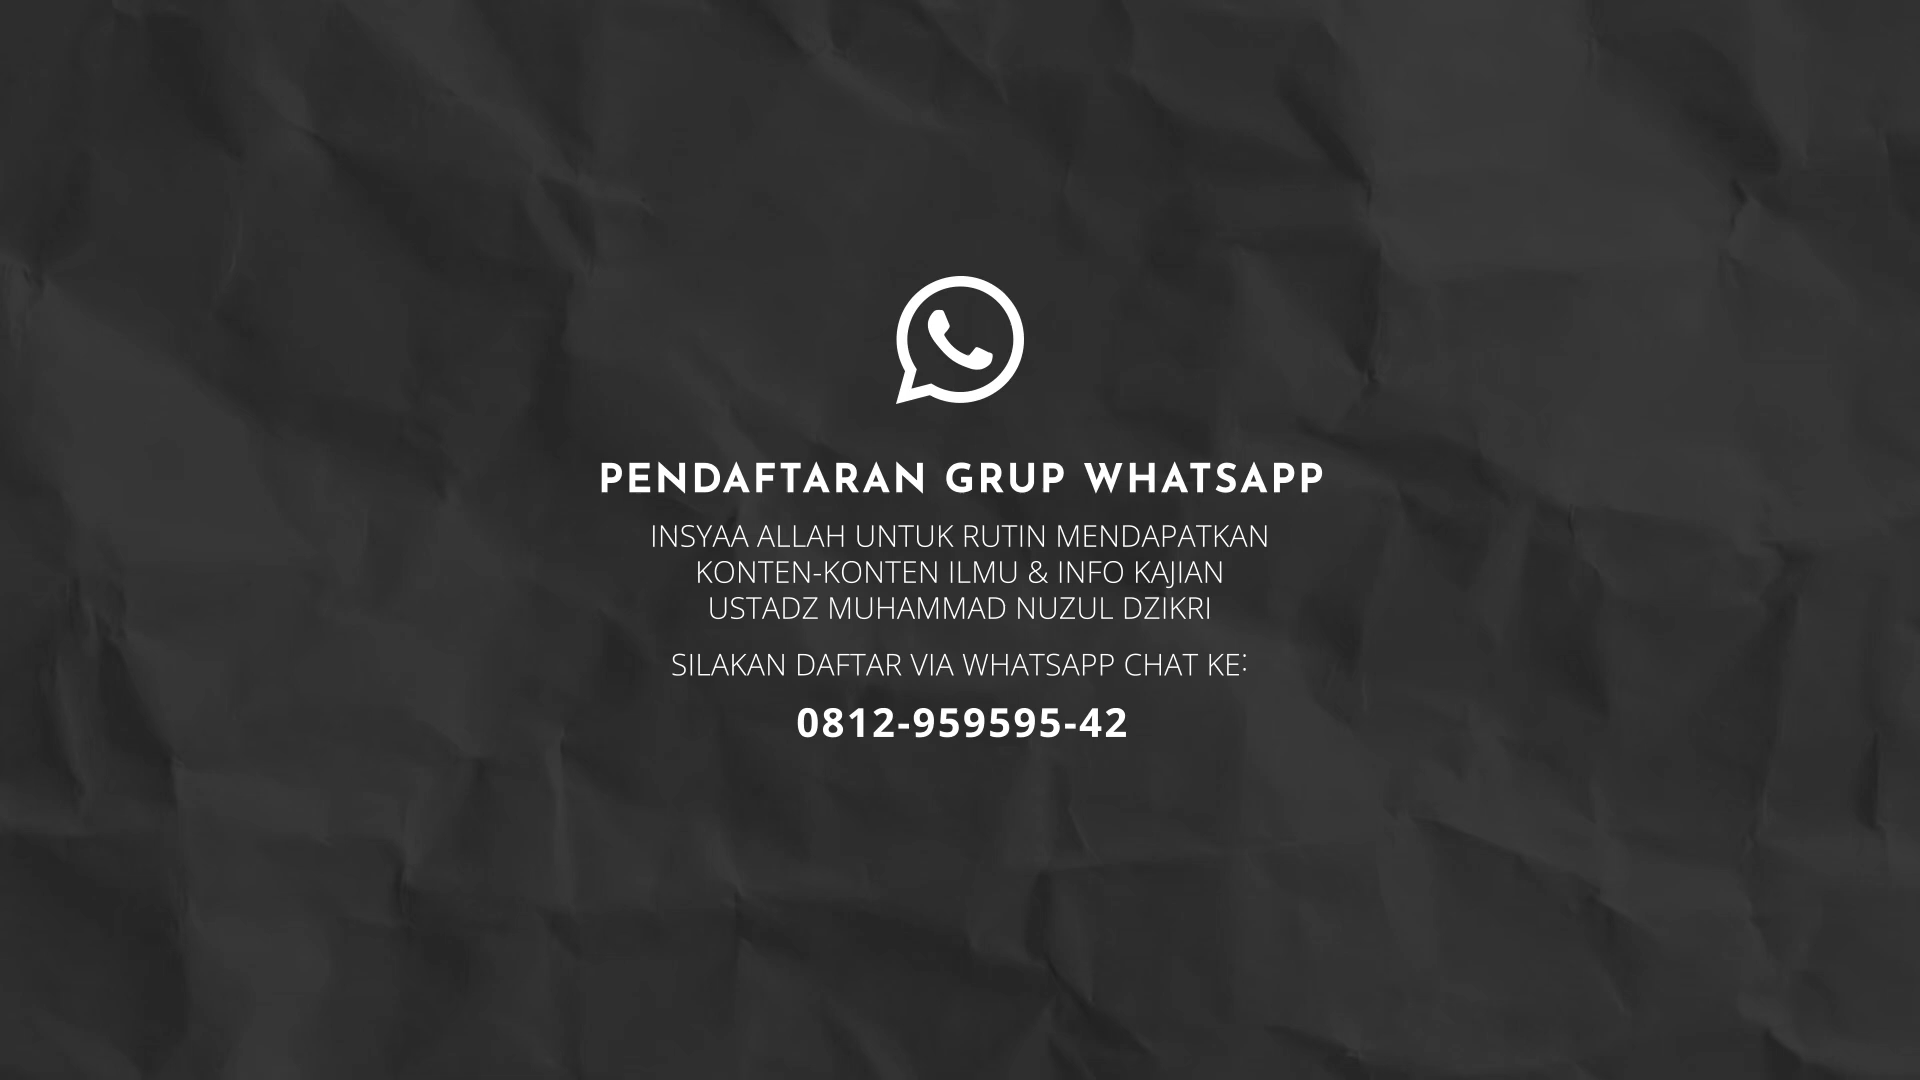 PENDAFTARAN GRUP WHATSAPP
INSYAA ALLAH UNTUK RUTIN MENDAPATKAN
KONTEN-KONTEN ILMU & INFO KAJIAN
USTADZ MUHAMMAD NUZUL DZIKRI
SILAKAN DAFTAR VIA WHATSAPP CHAT KE:
0812-959595-42